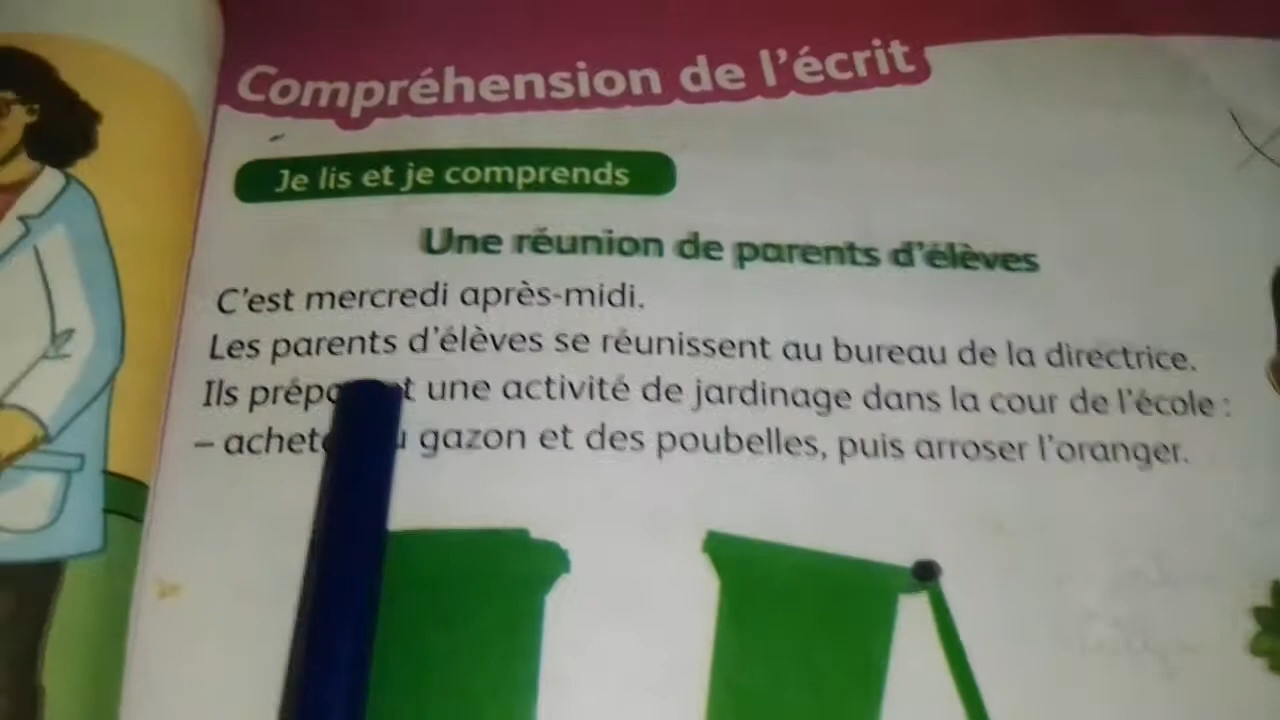 Compréhension de l'écrit
Je lis et je comprends
Une réunion de parents d'élèves
C'est mercredi après-midi.
Les parents d'élèves se réunissent au bureau de la directrice.
Ils une activité de jardinage dans la cour de l'école :
– gazon et des poubelles, puis arroser l'oranger.